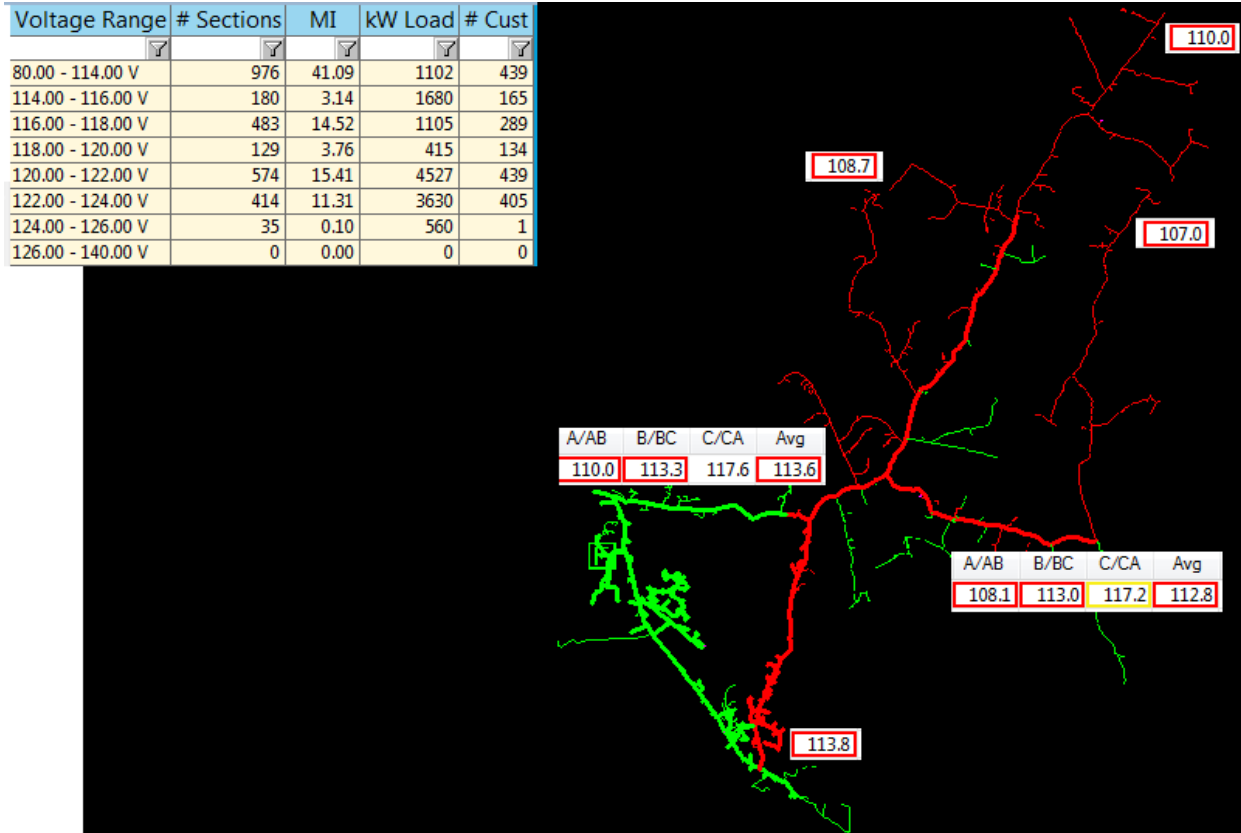 Voltage Range # Sections MI kW Load # Cust
80.00 - 114.00 V 976 41.09 1102 439
114.00 - 116.00 V 180 3.14 1680 165
116.00 - 118.00 V 483 14.52 1105 289
118.00 - 120.00 V 129 3.76 415 134
120.00 - 122.00 V 574 15.41 4527 439
122.00 - 124.00 V 414 11.31 3630 405
124.00 - 126.00 V 35 0.10 560 1
126.00 - 140.00 V 0 0.00 0 0
110.0
108.7
107.0
A/AB B/BC C/CA Avg
110.0 113.3 117.6 113.6
A/AB B/BC C/CA Avg
108.1 113.0 117.2 112.8
113.8